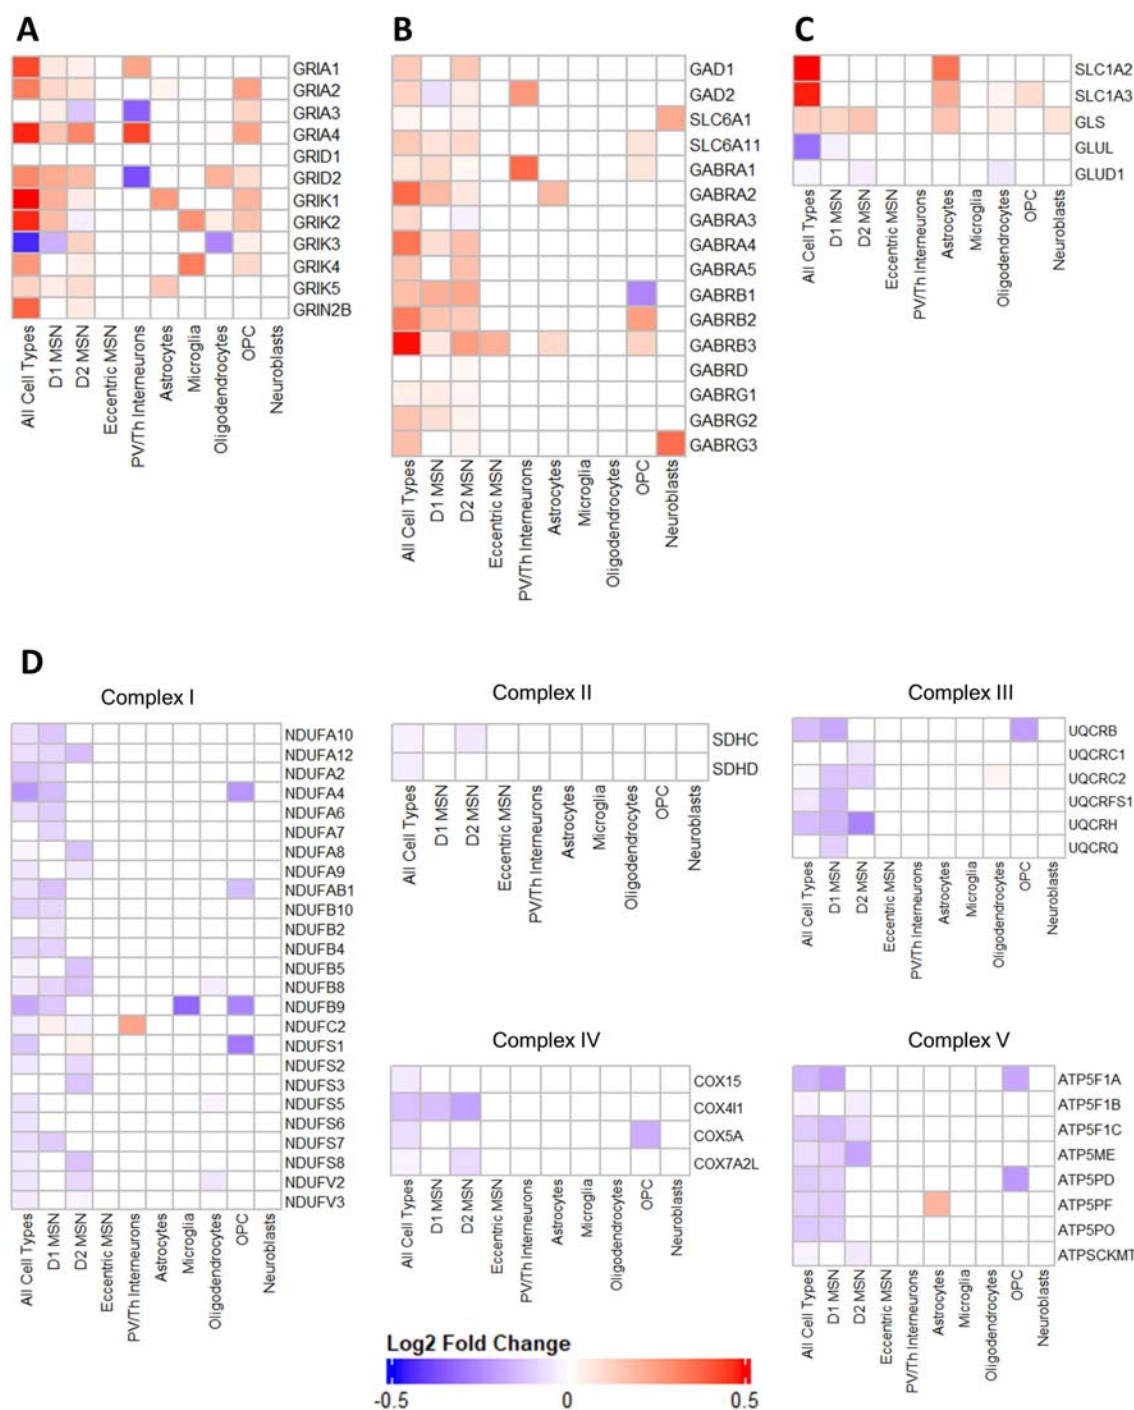 A
GRIA1
GRIA2
GRIA3
GRIA4
GRID1
GRID2
GRIK1
GRIK2
GRIK3
GRIK4
GRIK5
GRIN2B
All Cell Types
D1 MSN
D2 MSN
Eccentric MSN
PV/Th Interneurons
Astrocytes
Microglia
Oligodendrocytes
OPC
Neuroblasts
B
GAD1
GAD2
SLC6A1
SLC6A11
GABRA1
GABRA2
GABRA3
GABRA4
GABRA5
GABRB1
GABRB2
GABRB3
GABRD
GABRG1
GABRG2
GABRG3
All Cell Types
D1 MSN
D2 MSN
Eccentric MSN
PV/Th Interneurons
Astrocytes
Microglia
Oligodendrocytes
OPC
Neuroblasts
C
SLC1A2
SLC1A3
GLS
GLUL
GLUD1
All Cell Types
D1 MSN
D2 MSN
Eccentric MSN
PV/Th Interneurons
Astrocytes
Microglia
Oligodendrocytes
OPC
Neuroblasts
D
Complex I
NDUFA10
NDUFA12
NDUFA2
NDUFA4
NDUFA6
NDUFA7
NDUFA8
NDUFA9
NDUFAB1
NDUFB10
NDUFB2
NDUFB4
NDUFB5
NDUFB8
NDUFB9
NDUFC2
NDUFS1
NDUFS2
NDUFS3
NDUFS5
NDUFS6
NDUFS7
NDUFS8
NDUFV2
NDUFV3
All Cell Types
D1 MSN
D2 MSN
Eccentric MSN
PV/Th Interneurons
Astrocytes
Microglia
Oligodendrocytes
OPC
Neuroblasts
Complex II
SDHC
SDHD
All Cell Types
D1 MSN
D2 MSN
Eccentric MSN
PV/Th Interneurons
Astrocytes
Microglia
Oligodendrocytes
OPC
Neuroblasts
Complex III
UQCRB
UQCRC1
UQCRC2
UQCRFS1
UQCRH
UQCRQ
All Cell Types
D1 MSN
D2 MSN
Eccentric MSN
PV/Th Interneurons
Astrocytes
Microglia
Oligodendrocytes
OPC
Neuroblasts
Complex IV
COX15
COX4I1
COX5A
COX7A2L
All Cell Types
D1 MSN
D2 MSN
Eccentric MSN
PV/Th Interneurons
Astrocytes
Microglia
Oligodendrocytes
OPC
Neuroblasts
Complex V
ATP5F1A
ATP5F1B
ATP5F1C
ATP5ME
ATP5PD
ATP5PF
ATP5PO
ATPSCKMT
All Cell Types
D1 MSN
D2 MSN
Eccentric MSN
PV/Th Interneurons
Astrocytes
Microglia
Oligodendrocytes
OPC
Neuroblasts
Log2 Fold Change
-0.5 0 0.5